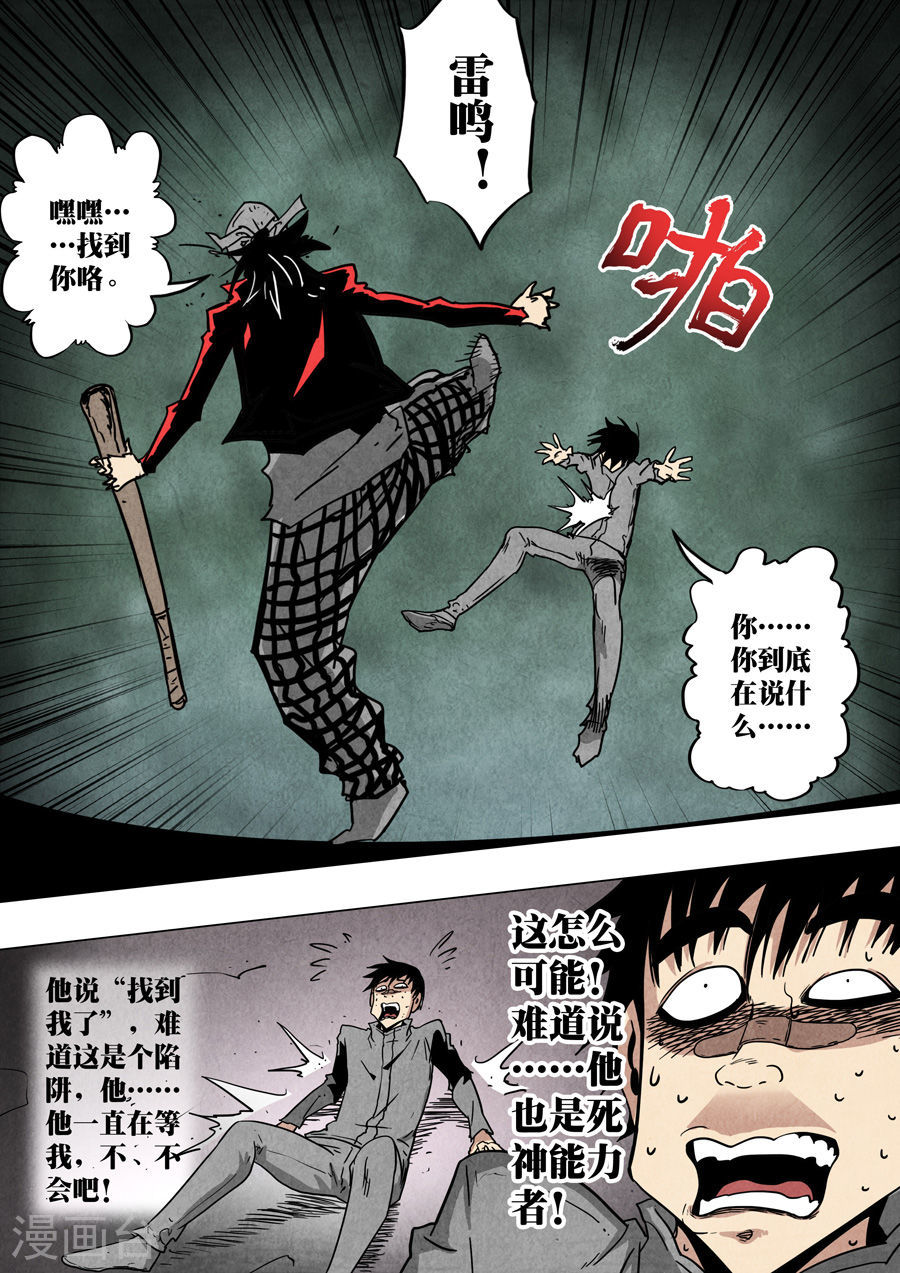 雷
鸣！
嘿嘿……
…找到
你咯。
啪
你……
你到底
在说什
么……
他说“找到
我了”，难
道这是个陷
阱，他……
他一直在等
我，不、不
会吧！
这怎么
可能！
难道说
……他
也是死
神能力
者！
漫画台